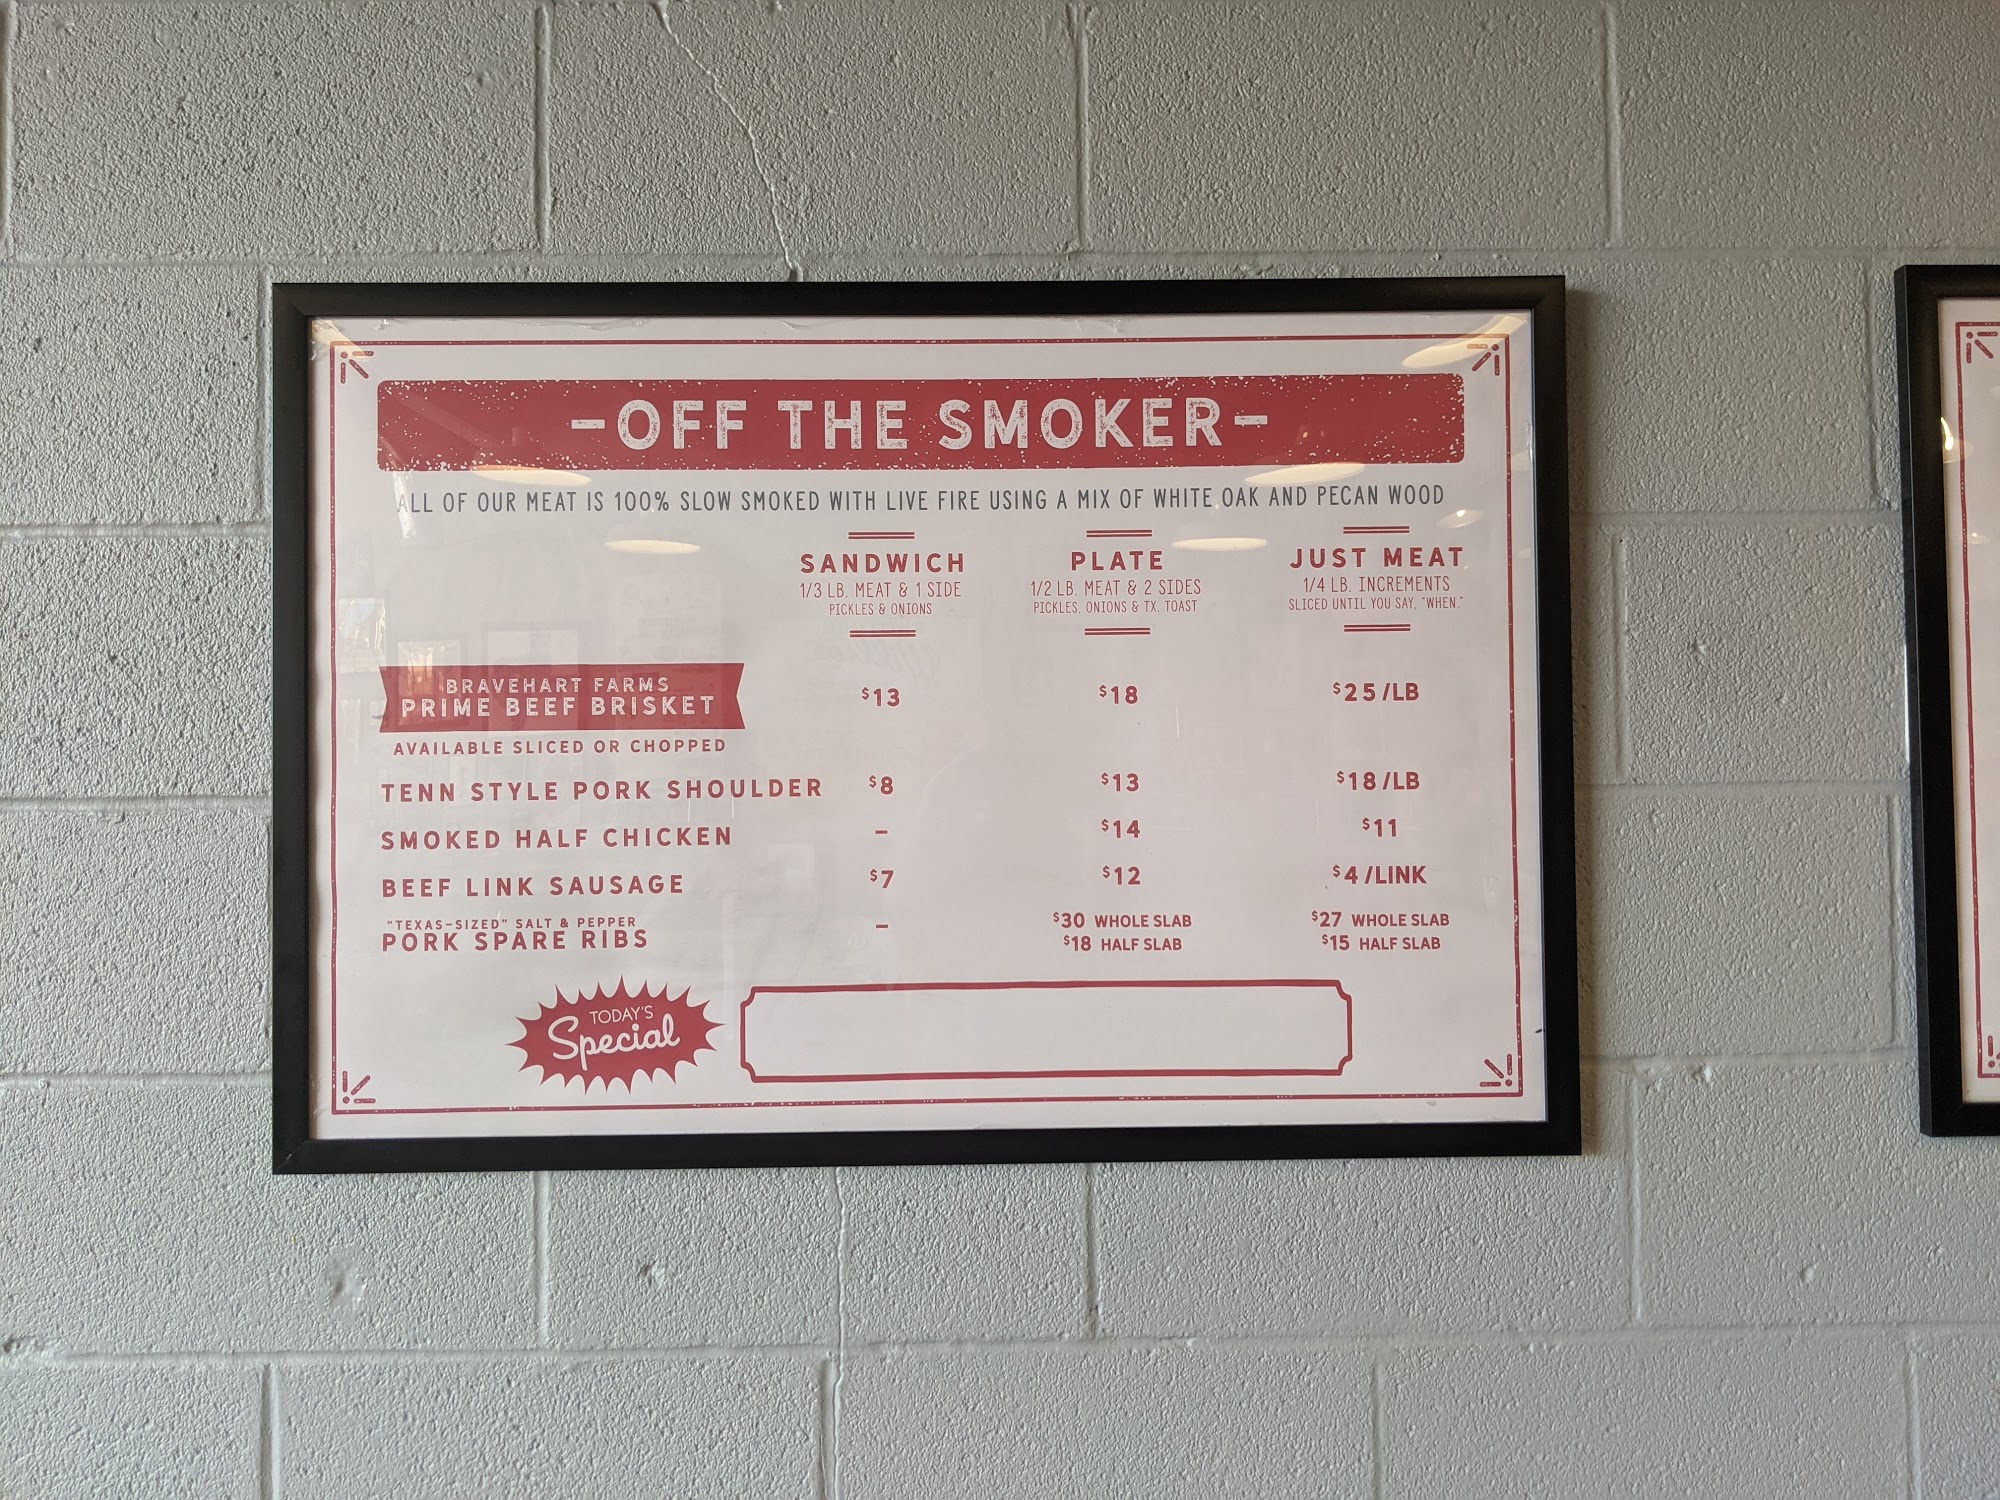 -OFF THE SMOKER-
ALL OF OUR MEAT IS 100% SLOW SMOKED WITH LIVE FIRE USING A MIX OF WHITE OAK AND PECAN WOOD
SANDWICH PLATE JUST MEAT
1/3 LB. MEAT & 1 SIDE 1/2 LB. MEAT & 2 SIDES 1/4 LB. INCREMENTS
PICKLES & ONIONS PICKLES, ONIONS & TX. TOAST SLICED UNTIL YOU SAY, "WHEN."
BRAVEHART FARMS
PRIME BEEF BRISKET $13 $18 $25/LB
AVAILABLE SLICED OR CHOPPED
TENN STYLE PORK SHOULDER $8 $13 $18/LB
SMOKED HALF CHICKEN – $14 $11
BEEF LINK SAUSAGE $7 $12 $4/LINK
"TEXAS-SIZED" SALT & PEPPER – $30 WHOLE SLAB $27 WHOLE SLAB
PORK SPARE RIBS $18 HALF SLAB $15 HALF SLAB
TODAY'S
Special